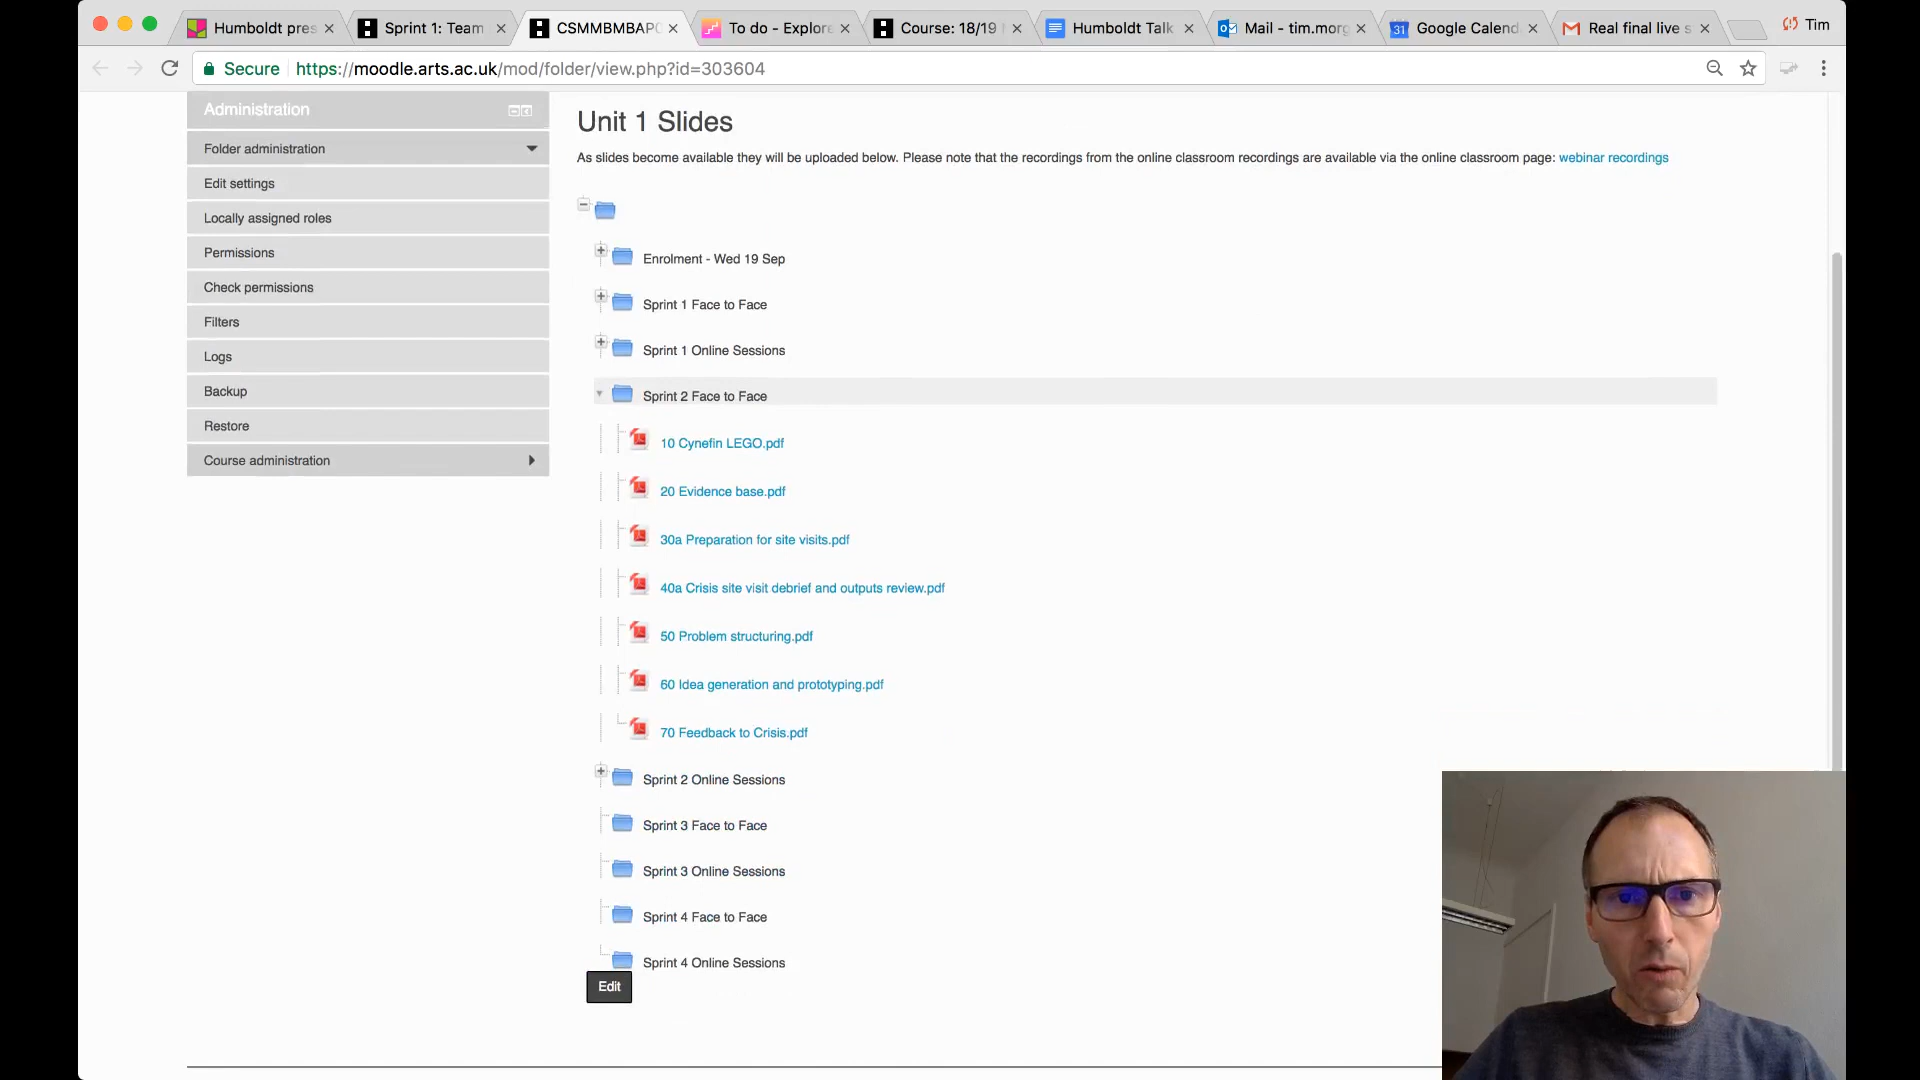 Humboldt pres
Sprint 1: Team
CSMMBMBAP
To do - Explore
Course: 18/19
Humboldt Talk
Mail - tim.morg
Google Calend
Real final live s
Tim
Secure
https://moodle.arts.ac.uk/mod/folder/view.php?id=303604
Administration
Folder administration
Edit settings
Locally assigned roles
Permissions
Check permissions
Filters
Logs
Backup
Restore
Course administration
Unit 1 Slides
As slides become available they will be uploaded below. Please note that the recordings from the online classroom recordings are available via the online classroom page: webinar recordings
Enrolment - Wed 19 Sep
Sprint 1 Face to Face
Sprint 1 Online Sessions
Sprint 2 Face to Face
10 Cynefin LEGO.pdf
20 Evidence base.pdf
30a Preparation for site visits.pdf
40a Crisis site visit debrief and outputs review.pdf
50 Problem structuring.pdf
60 Idea generation and prototyping.pdf
70 Feedback to Crisis.pdf
Sprint 2 Online Sessions
Sprint 3 Face to Face
Sprint 3 Online Sessions
Sprint 4 Face to Face
Sprint 4 Online Sessions
Edit